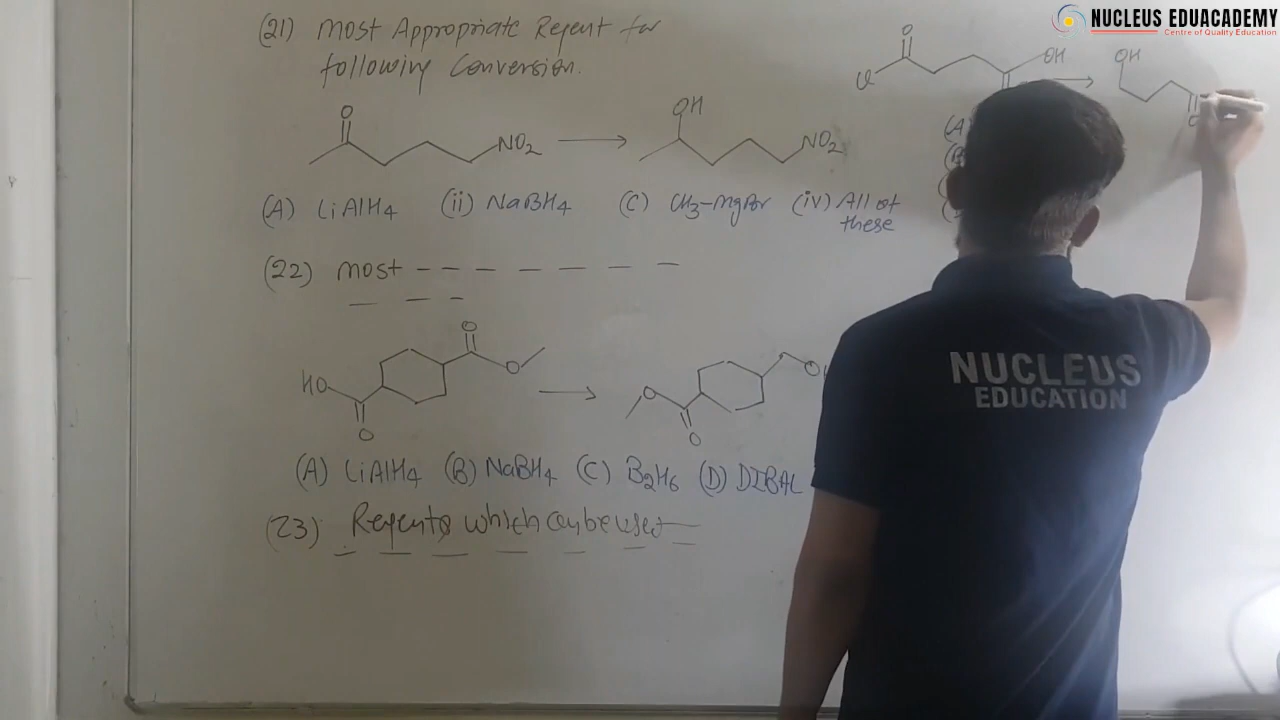 NUCLEUS EDUACADEMY
Centre of Quality Education
(21) Most Appropriate Regent for
following Conversion.
O
NO2
OH
NO2
(A) LiAlH4 (ii) NaBH4 (C) CH3-MgBr (iv) All of
these
(22) most
HO
O
O
O
O
O
O
(A) LiAlH4 (B) NaBH4 (C) B2H6 (D) DIBAL
(23) Regents which can be used
O
Cl
OH
OH
(A
(B
NUCLEUS
EDUCATION